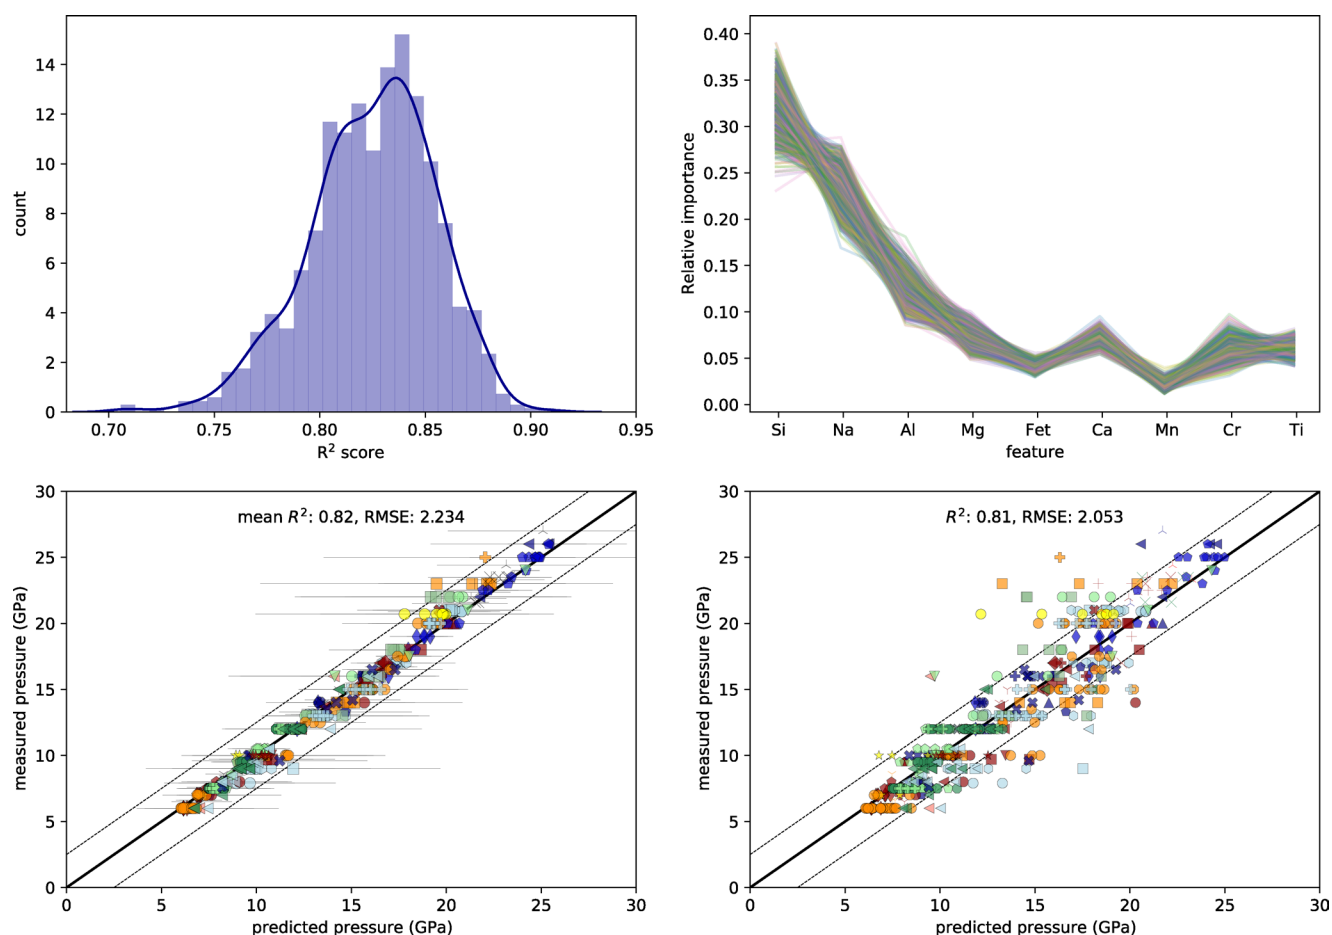 14
12
10
8
6
4
2
0
count
0.70 0.75 0.80 0.85 0.90 0.95
R² score
0.40
0.35
0.30
0.25
0.20
0.15
0.10
0.05
0.00
Relative importance
Si Na Al Mg Fet Ca Mn Cr Ti
feature
30
25
20
15
10
5
0
measured pressure (GPa)
mean R²: 0.82, RMSE: 2.234
0 5 10 15 20 25 30
predicted pressure (GPa)
30
25
20
15
10
5
0
measured pressure (GPa)
R²: 0.81, RMSE: 2.053
0 5 10 15 20 25 30
predicted pressure (GPa)